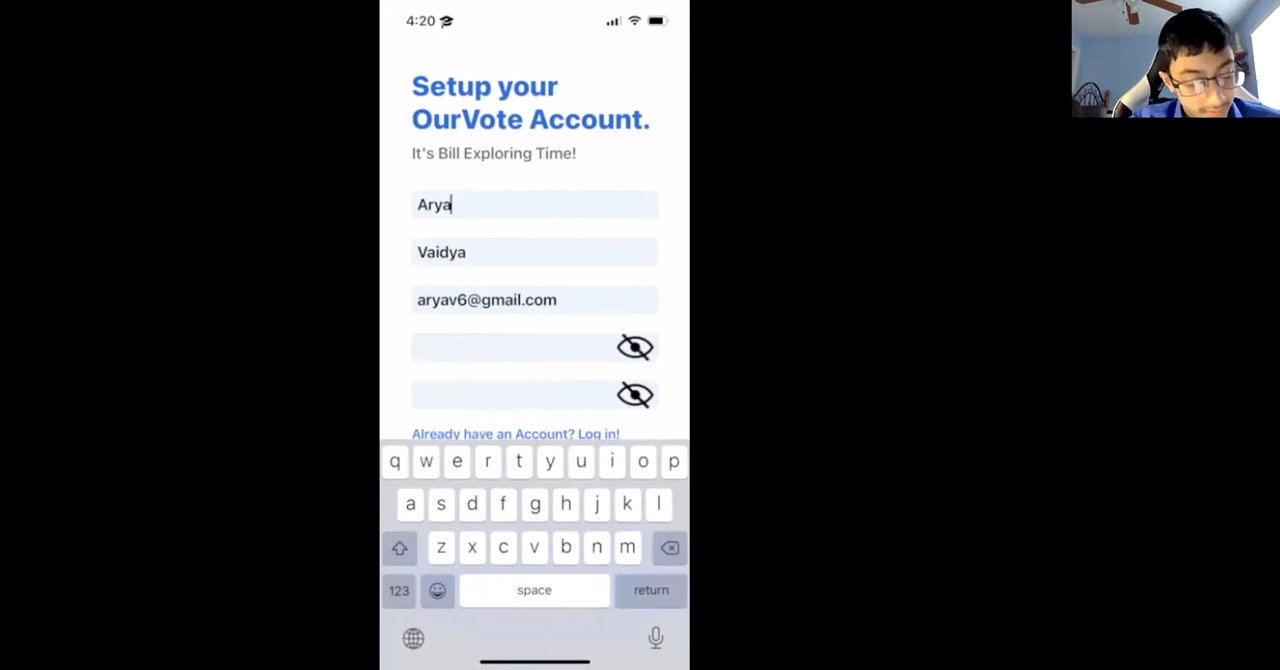 4:20
Setup your
OurVote Account.
It's Bill Exploring Time!
Arya
Vaidya
aryav6@gmail.com
Already have an Account? Log in!
q w e r t y u i o p
a s d f g h j k l
z x c v b n m
123 space return